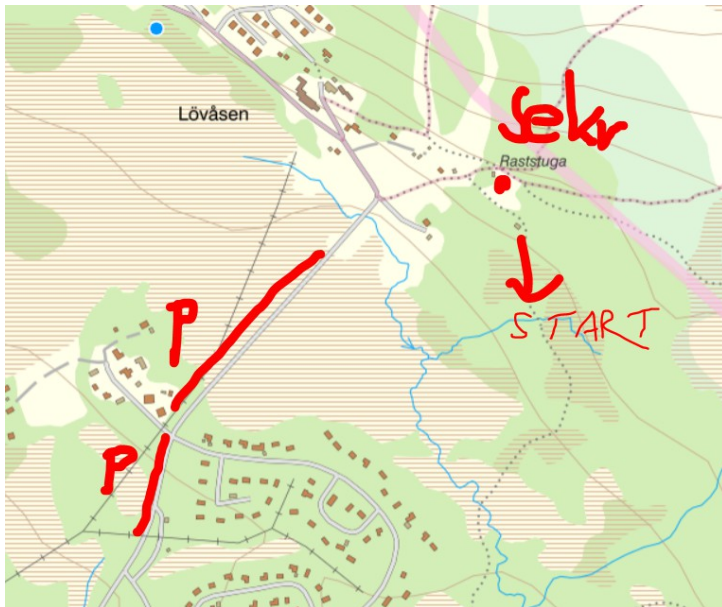 Lövåsen
Sekr
Raststuga
P
START
P